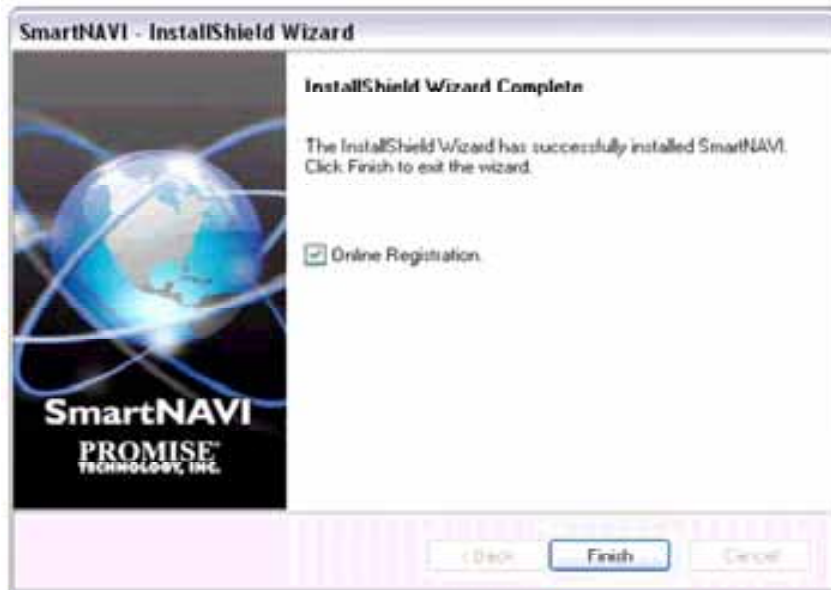 SmartNAVI - InstallShield Wizard
InstallShield Wizard Complete
The InstallShield Wizard has successfully installed SmartNAVI.
Click Finish to exit the wizard.
Online Registration.
SmartNAVI
PROMISE
TECHNOLOGY, INC.
< Back
Finish
Cancel